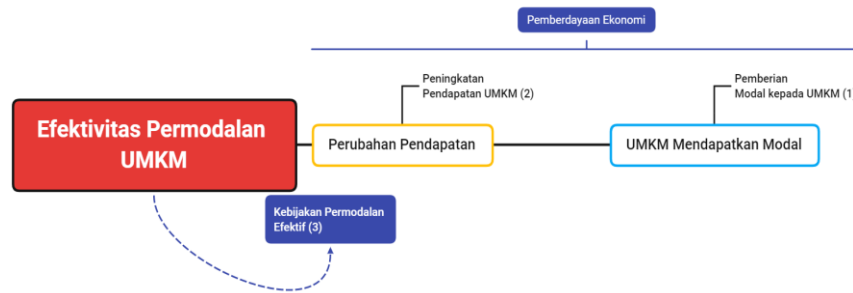 Pemberdayaan Ekonomi
Peningkatan
Pendapatan UMKM (2)
Pemberian
Modal kepada UMKM (1)
Efektivitas Permodalan
UMKM
Perubahan Pendapatan
UMKM Mendapatkan Modal
Kebijakan Permodalan
Efektif (3)